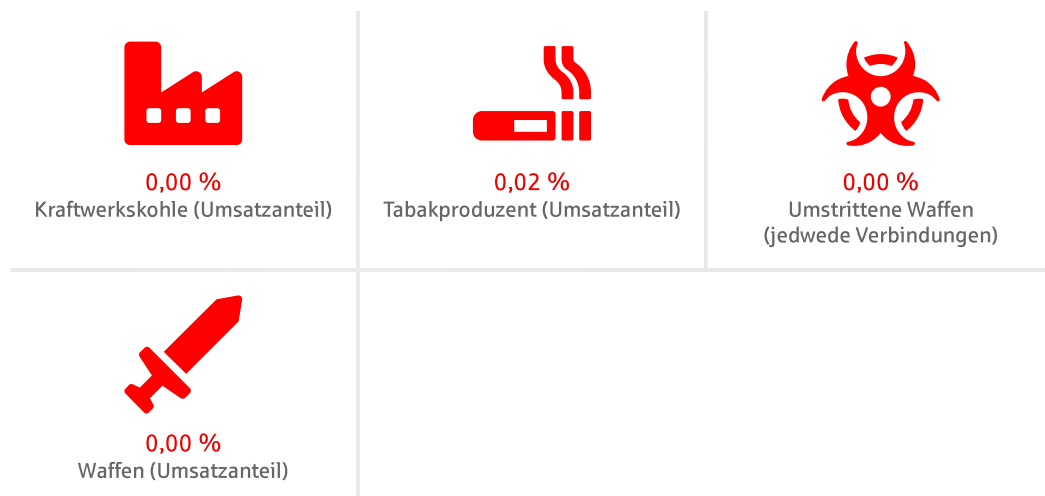 0,00 %
Kraftwerkskohle (Umsatzanteil)
0,02 %
Tabakproduzent (Umsatzanteil)
0,00 %
Umstrittene Waffen
(jedwede Verbindungen)
0,00 %
Waffen (Umsatzanteil)